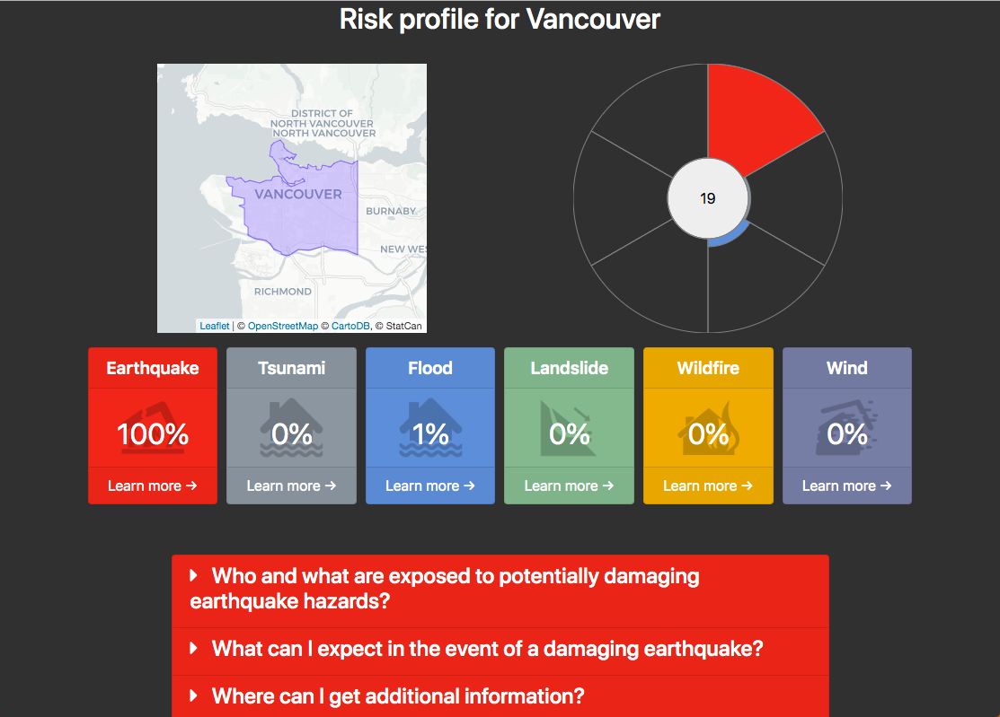 Risk profile for Vancouver
DISTRICT OF
NORTH VANCOUVER
NORTH VANCOUVER
VANCOUVER
BURNABY
NEW WES
RICHMOND
Leaflet | © OpenStreetMap © CartoDB, © StatCan
19
Earthquake
100%
Learn more →
Tsunami
0%
Learn more →
Flood
1%
Learn more →
Landslide
0%
Learn more →
Wildfire
0%
Learn more →
Wind
0%
Learn more →
Who and what are exposed to potentially damaging
earthquake hazards?
What can I expect in the event of a damaging earthquake?
Where can I get additional information?